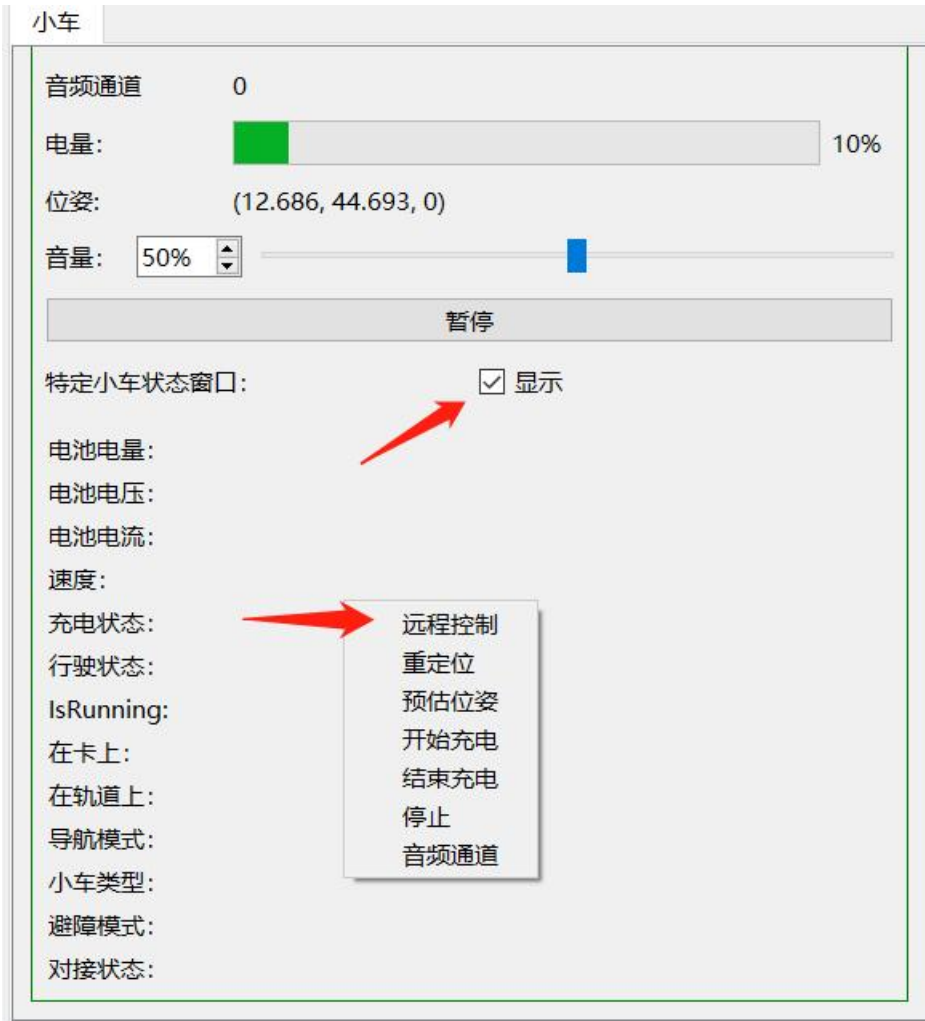 小车
音频通道 0
电量: 10%
位姿: (12.686, 44.693, 0)
音量: 50%
暂停
特定小车状态窗口: 显示
电池电量:
电池电压:
电池电流:
速度:
充电状态: 远程控制
行驶状态: 重定位
IsRunning: 预估位姿
在卡上: 开始充电
在轨道上: 结束充电
导航模式: 停止
小车类型: 音频通道
避障模式:
对接状态: